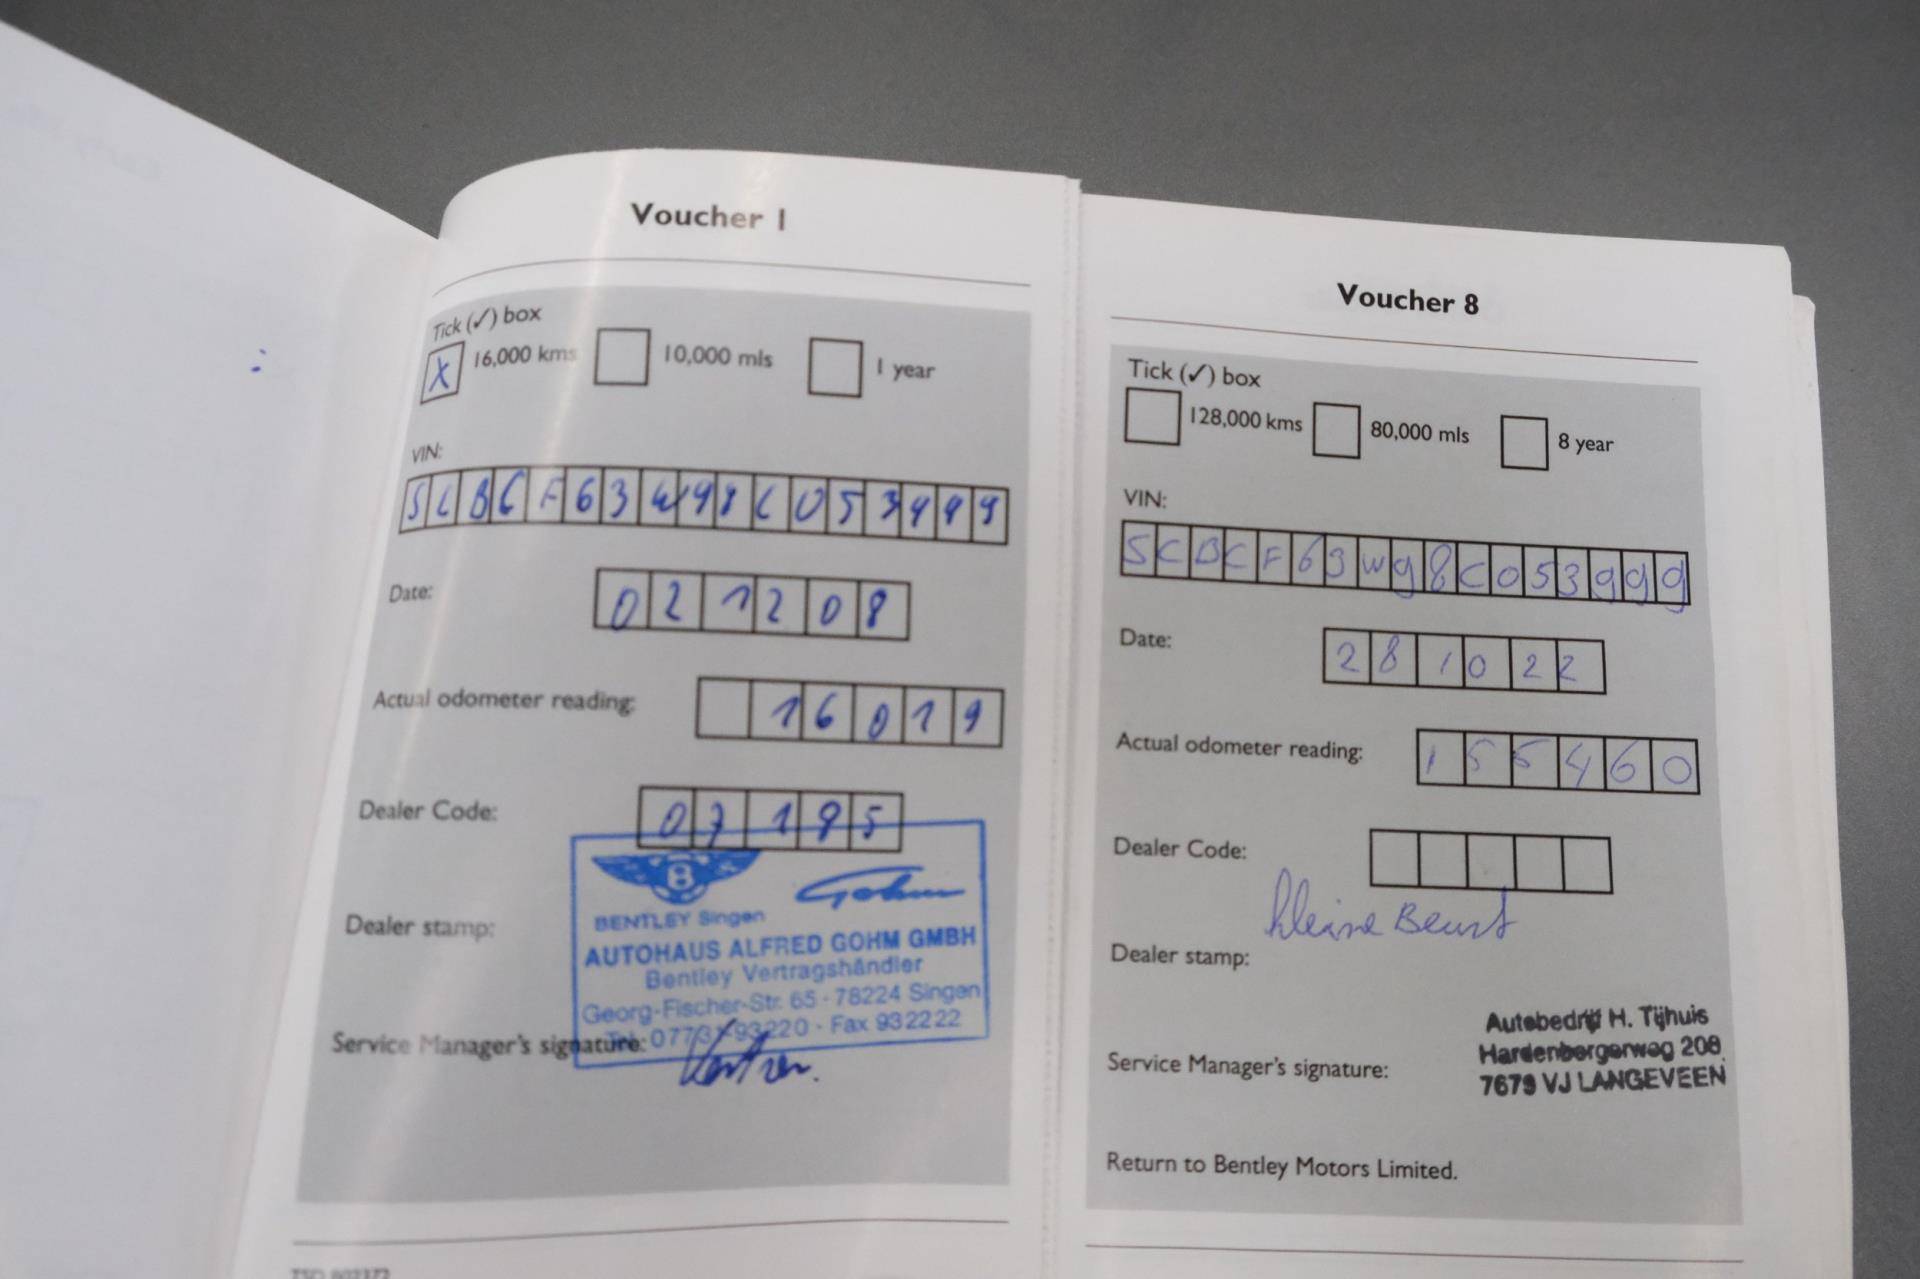 Voucher 1
Tick (✓) box
X 16,000 kms 10,000 mls 1 year
VIN:
SCBCF63W98C053999
Date:
021208
Actual odometer reading:
16019
Dealer Code:
07195
BENTLEY Singen Gohm
AUTOHAUS ALFRED GOHM GMBH
Bentley Vertragshändler
Dealer stamp:
Georg-Fischer-Str. 65 - 78224 Singen
Tel. 07731-93220 - Fax 932222
Service Manager's signature:
Voucher 8
Tick (✓) box
128,000 kms 80,000 mls 8 year
VIN:
SCBCF63W98C053999
Date:
281022
Actual odometer reading:
155460
Dealer Code:
kleine Beurt
Dealer stamp:
Autobedrijf H. Tijhuis
Hardenbergerweg 208
7679 VJ LANGEVEEN
Service Manager's signature:
Return to Bentley Motors Limited.